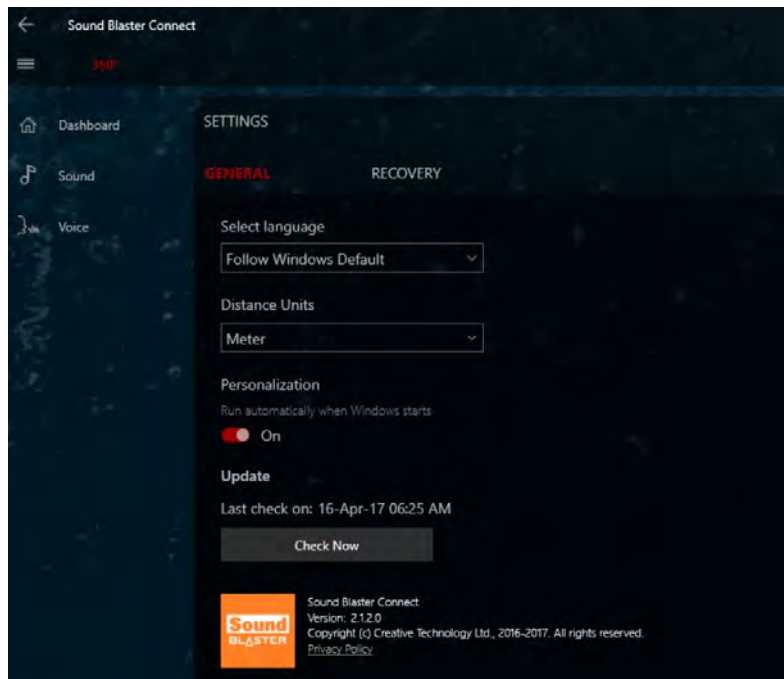 Sound Blaster Connect
360°
Dashboard
Sound
Voice
SETTINGS
GENERAL RECOVERY
Select language
Follow Windows Default
Distance Units
Meter
Personalization
Run automatically when Windows starts
On
Update
Last check on: 16-Apr-17 06:25 AM
Check Now
Sound
BLASTER
Sound Blaster Connect
Version: 2.1.2.0
Copyright (c) Creative Technology Ltd., 2016-2017. All rights reserved.
Privacy Policy